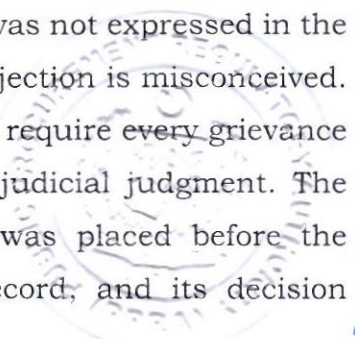 was not expressed in the
jection is misconceived.
require every grievance
judicial judgment. The
was placed before the
ecord, and its decision